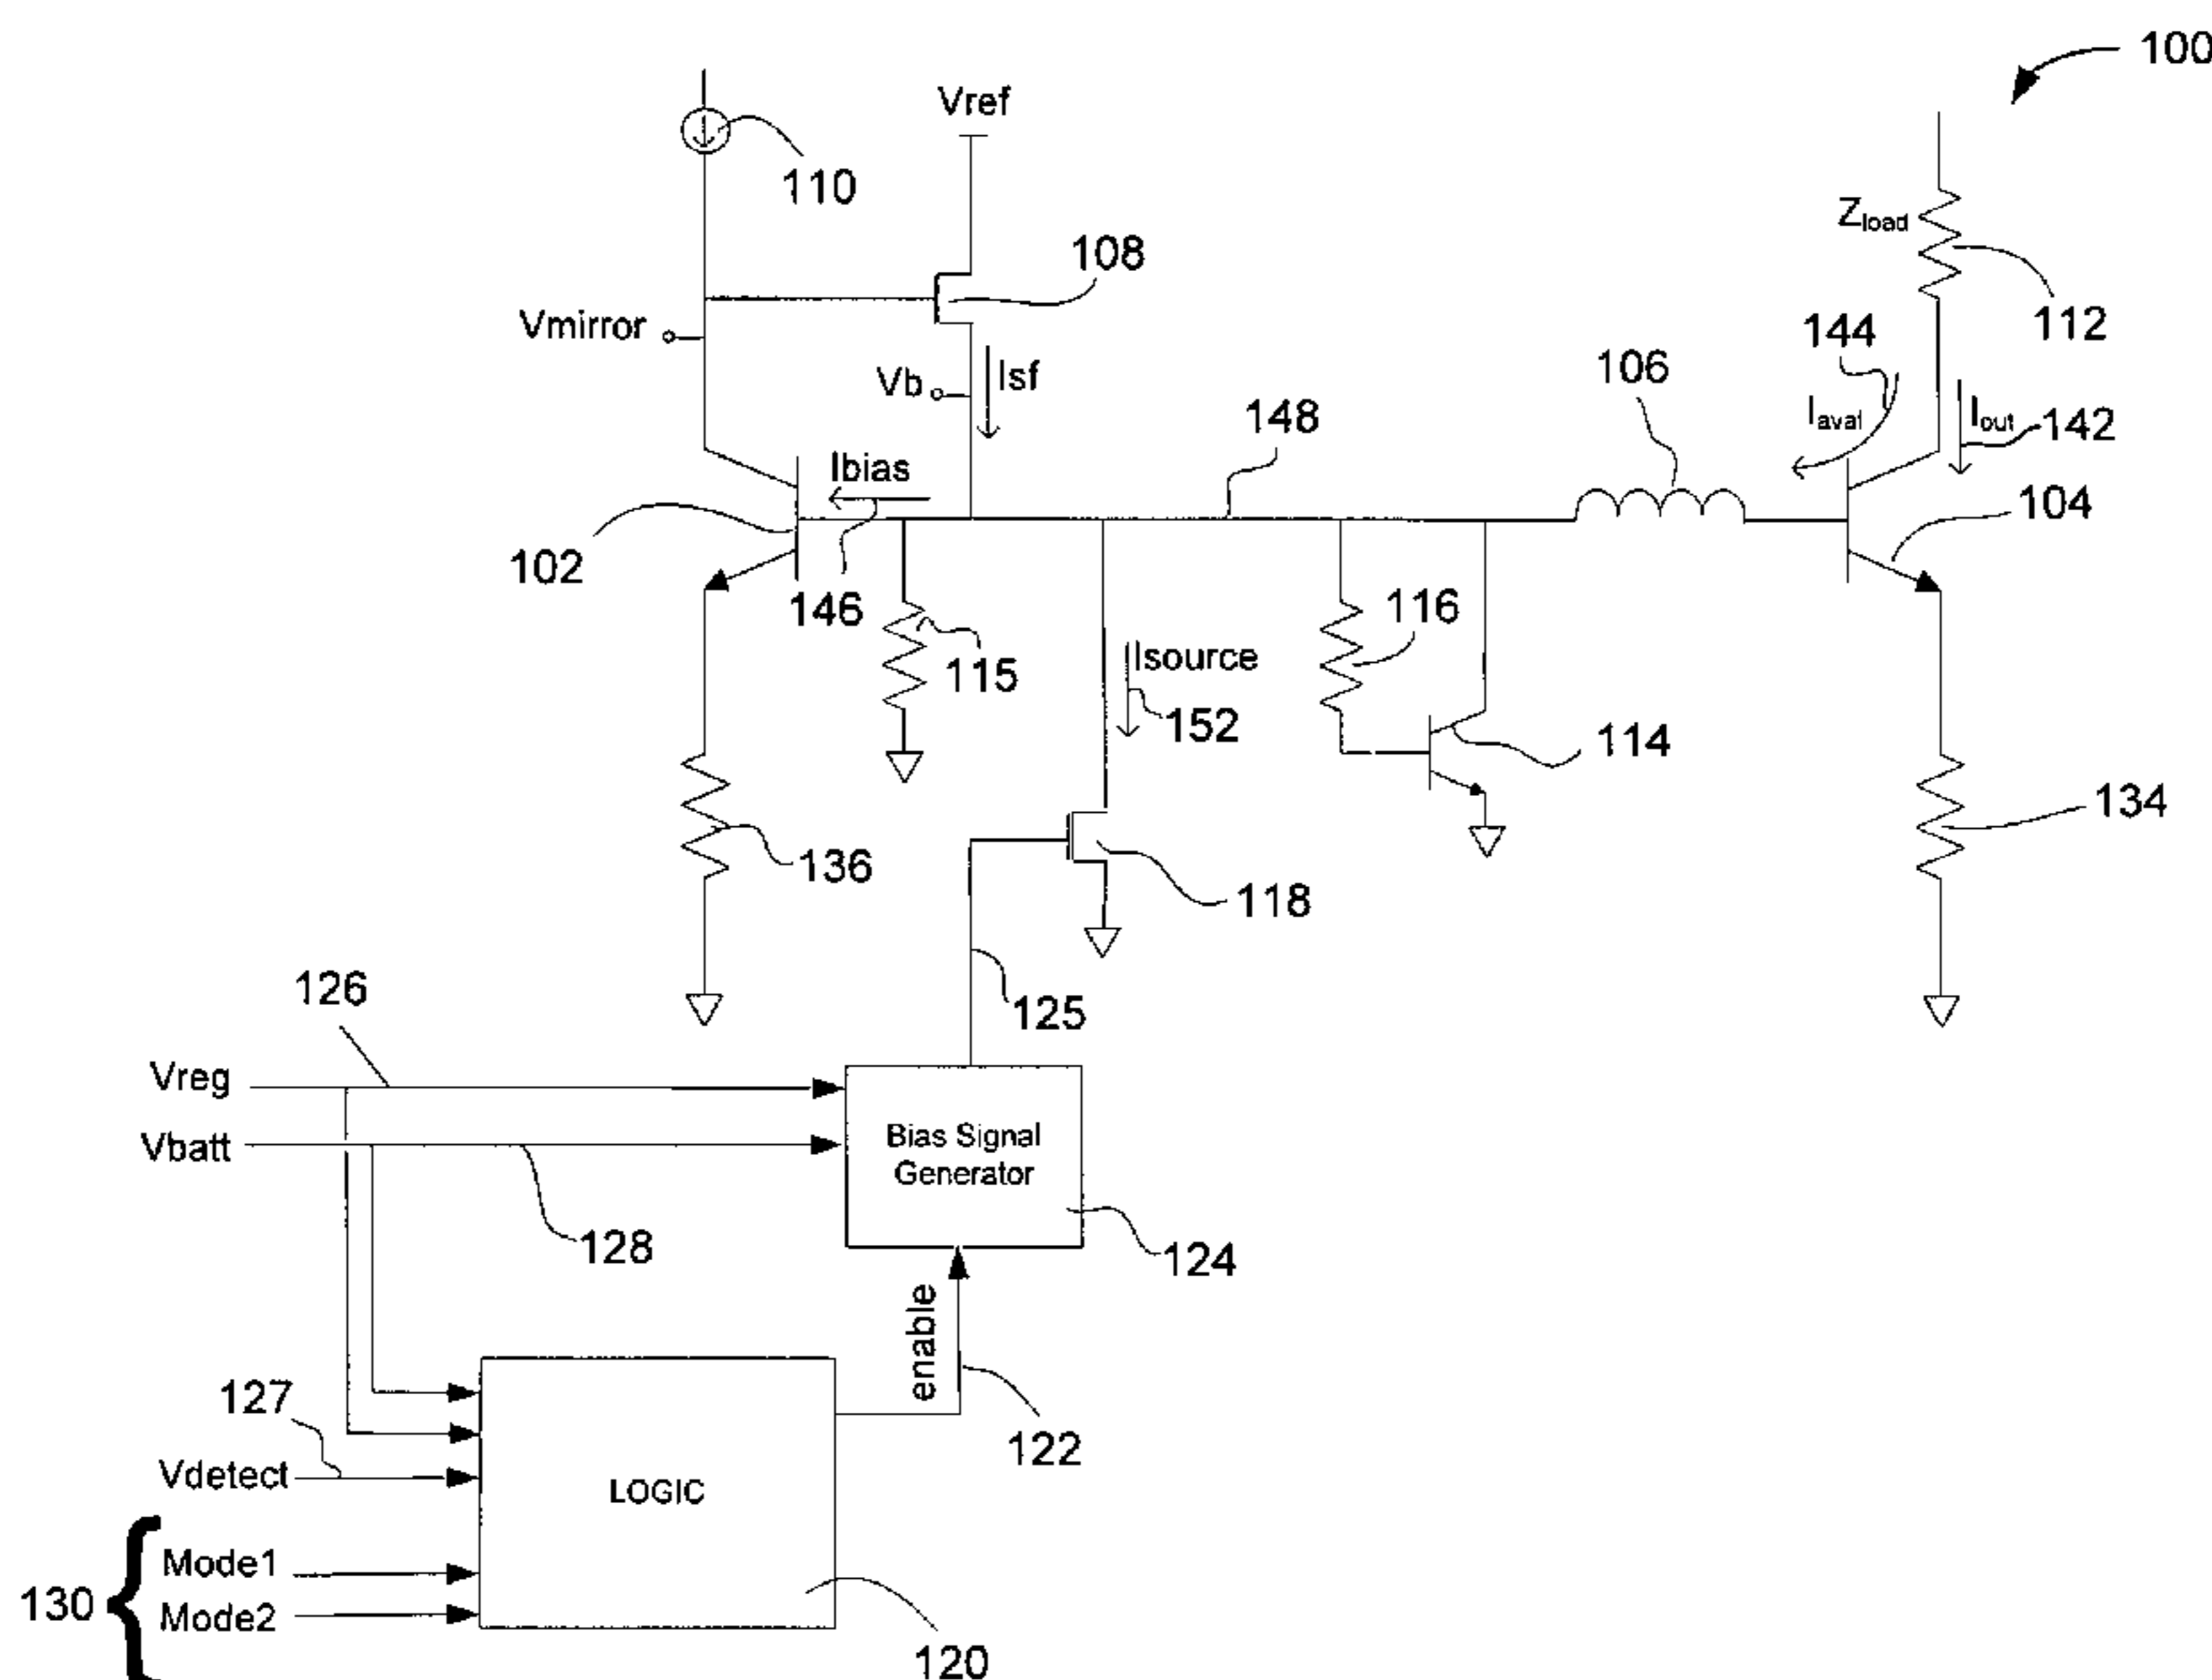 100
Vref
110
Zload
108
112
Vmirror
144
106
Vb
Isf
Iaval
Iout
142
148
Ibias
104
102
146
116
115
Isource
152
114
134
136
118
126
125
Vreg
Vbatt
Bias Signal
Generator
128
124
enable
127
122
Vdetect
LOGIC
Mode1
130
Mode2
120